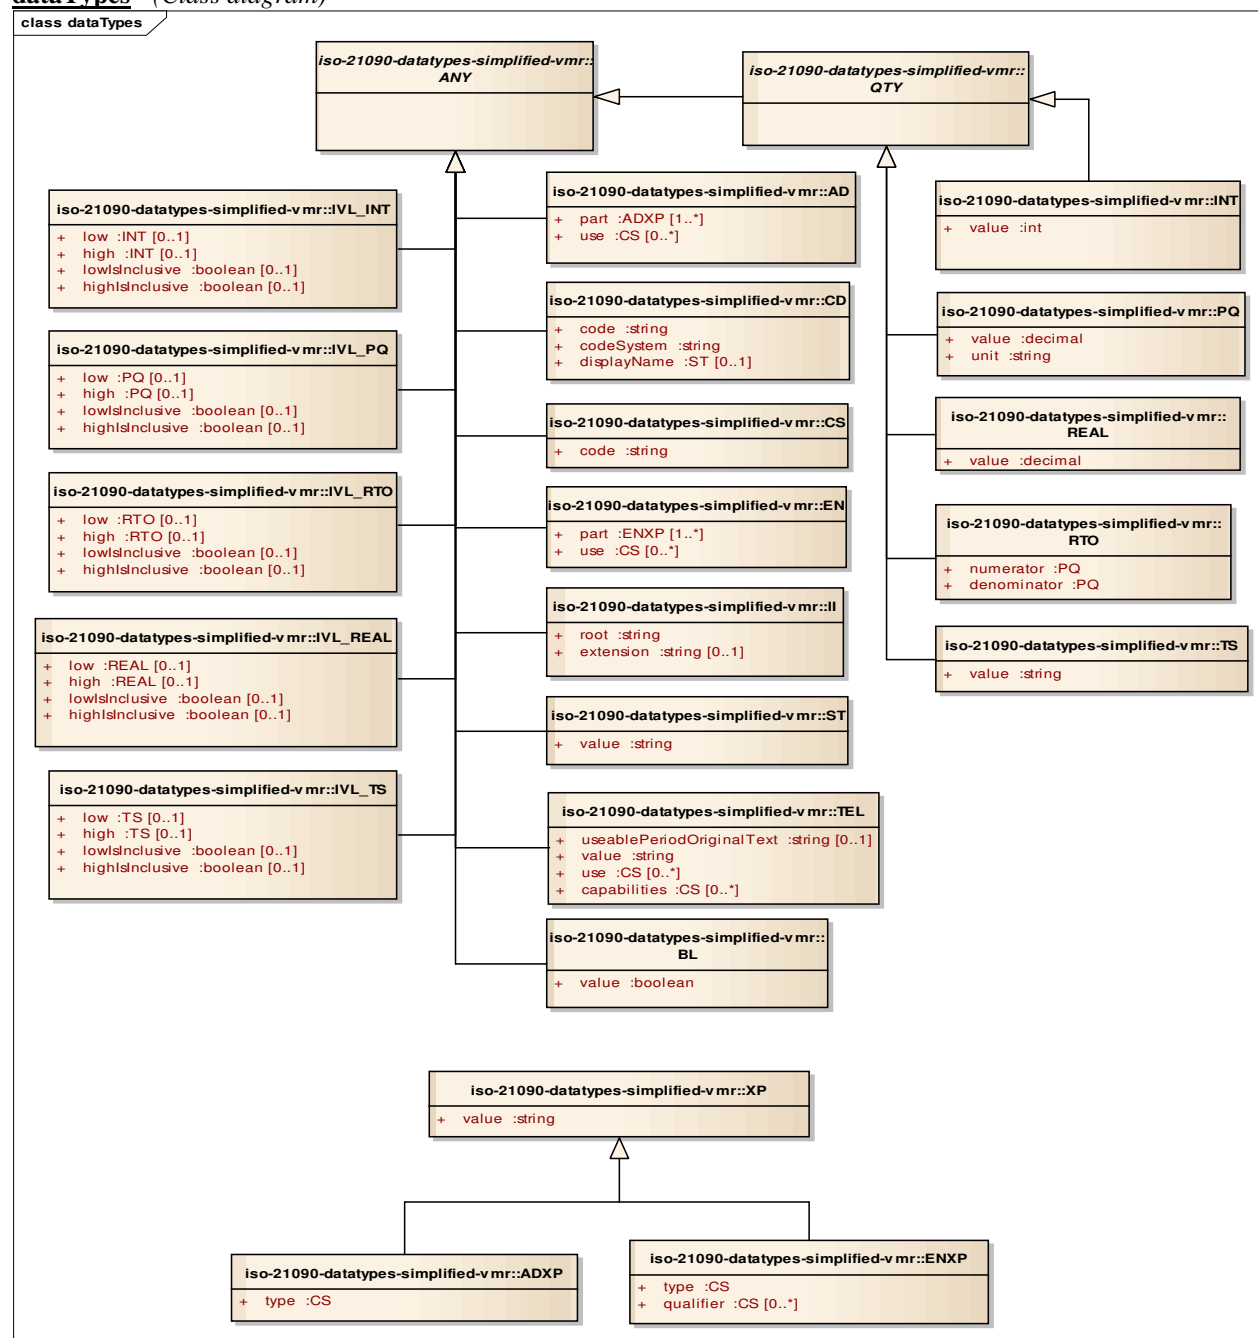 dataTypes (Class diagram)
class dataTypes
iso-21090-datatypes-simplified-vmr::
ANY
iso-21090-datatypes-simplified-vmr::
QTY
iso-21090-datatypes-simplified-vmr::IVL_INT
+ low :INT [0..1]
+ high :INT [0..1]
+ lowIsInclusive :boolean [0..1]
+ highIsInclusive :boolean [0..1]
iso-21090-datatypes-simplified-vmr::IVL_PQ
+ low :PQ [0..1]
+ high :PQ [0..1]
+ lowIsInclusive :boolean [0..1]
+ highIsInclusive :boolean [0..1]
iso-21090-datatypes-simplified-vmr::IVL_RTO
+ low :RTO [0..1]
+ high :RTO [0..1]
+ lowIsInclusive :boolean [0..1]
+ highIsInclusive :boolean [0..1]
iso-21090-datatypes-simplified-vmr::IVL_REAL
+ low :REAL [0..1]
+ high :REAL [0..1]
+ lowIsInclusive :boolean [0..1]
+ highIsInclusive :boolean [0..1]
iso-21090-datatypes-simplified-vmr::IVL_TS
+ low :TS [0..1]
+ high :TS [0..1]
+ lowIsInclusive :boolean [0..1]
+ highIsInclusive :boolean [0..1]
iso-21090-datatypes-simplified-vmr::AD
+ part :ADXP [1..*]
+ use :CS [0..*]
iso-21090-datatypes-simplified-vmr::CD
+ code :string
+ codeSystem :string
+ displayName :ST [0..1]
iso-21090-datatypes-simplified-vmr::CS
+ code :string
iso-21090-datatypes-simplified-vmr::EN
+ part :ENXP [1..*]
+ use :CS [0..*]
iso-21090-datatypes-simplified-vmr::II
+ root :string
+ extension :string [0..1]
iso-21090-datatypes-simplified-vmr::ST
+ value :string
iso-21090-datatypes-simplified-vmr::TEL
+ useablePeriodOriginalText :string [0..1]
+ value :string
+ use :CS [0..*]
+ capabilities :CS [0..*]
iso-21090-datatypes-simplified-vmr::
BL
+ value :boolean
iso-21090-datatypes-simplified-vmr::INT
+ value :int
iso-21090-datatypes-simplified-vmr::PQ
+ value :decimal
+ unit :string
iso-21090-datatypes-simplified-vmr::
REAL
+ value :decimal
iso-21090-datatypes-simplified-vmr::
RTO
+ numerator :PQ
+ denominator :PQ
iso-21090-datatypes-simplified-vmr::TS
+ value :string
iso-21090-datatypes-simplified-vmr::XP
+ value :string
iso-21090-datatypes-simplified-vmr::ADXP
+ type :CS
iso-21090-datatypes-simplified-vmr::ENXP
+ type :CS
+ qualifier :CS [0..*]